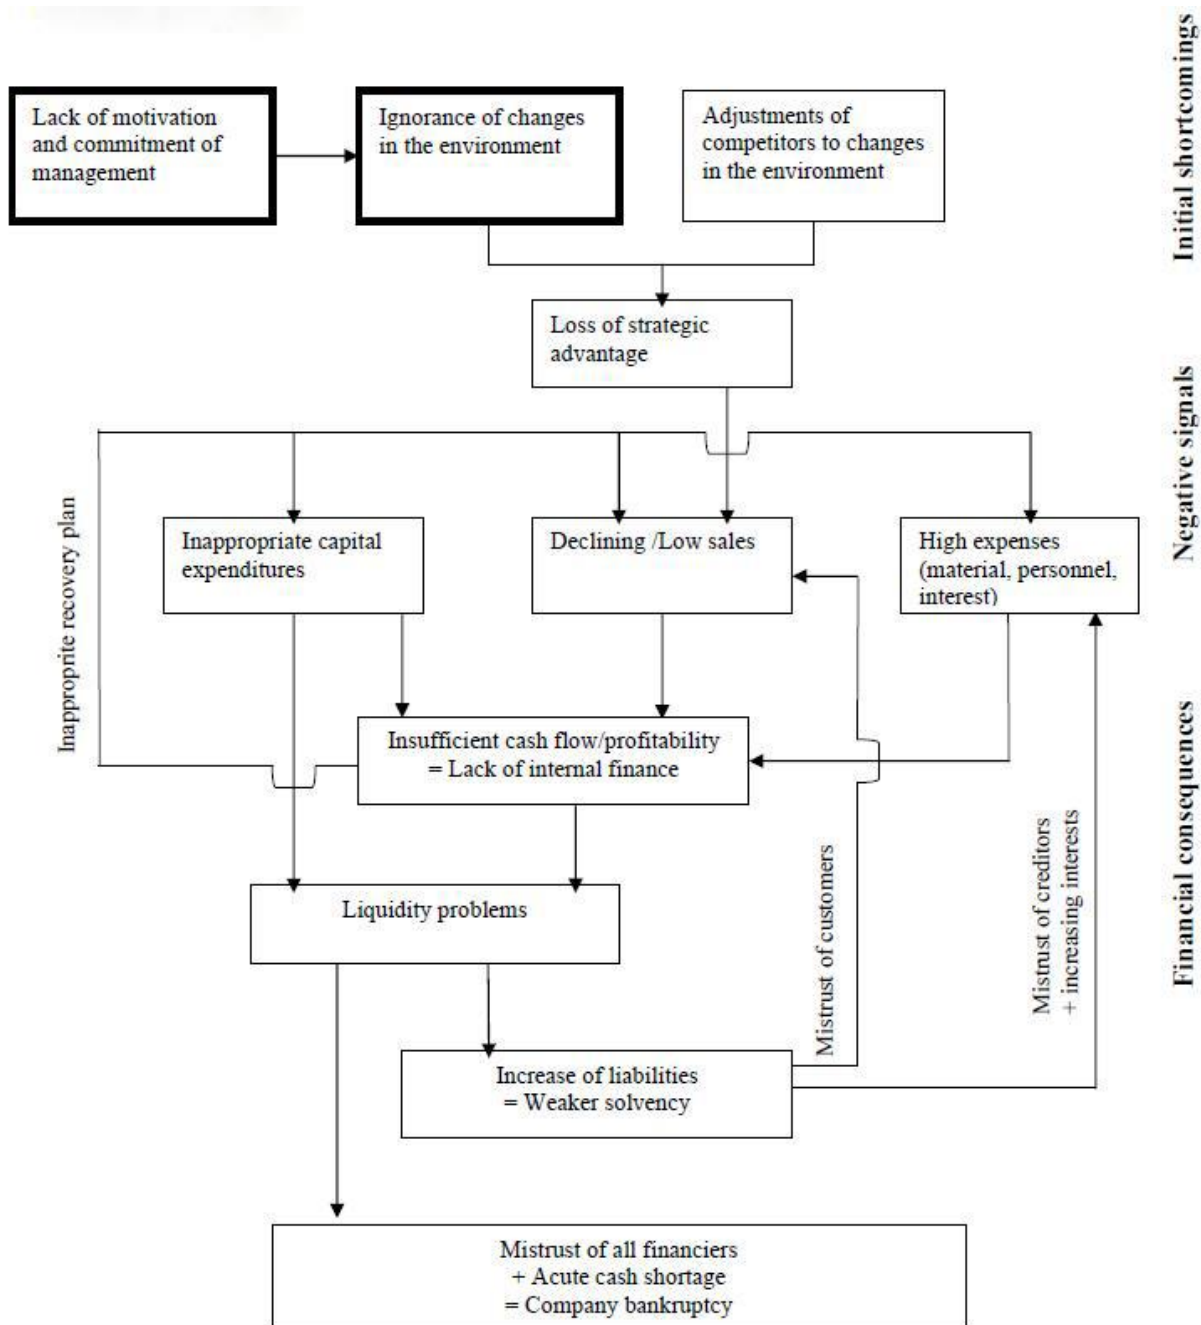 Lack of motivation
and commitment of
management
Ignorance of changes
in the environment
Adjustments of
competitors to changes
in the environment
Initial shortcomings
Loss of strategic
advantage
Negative signals
Inappropriate capital
expenditures
Declining /Low sales
High expenses
(material, personnel,
interest)
Inapproprite recovery plan
Insufficient cash flow/profitability
= Lack of internal finance
Financial consequences
Liquidity problems
Mistrust of customers
Mistrust of creditors
+ increasing interests
Increase of liabilities
= Weaker solvency
Mistrust of all financiers
+ Acute cash shortage
= Company bankruptcy